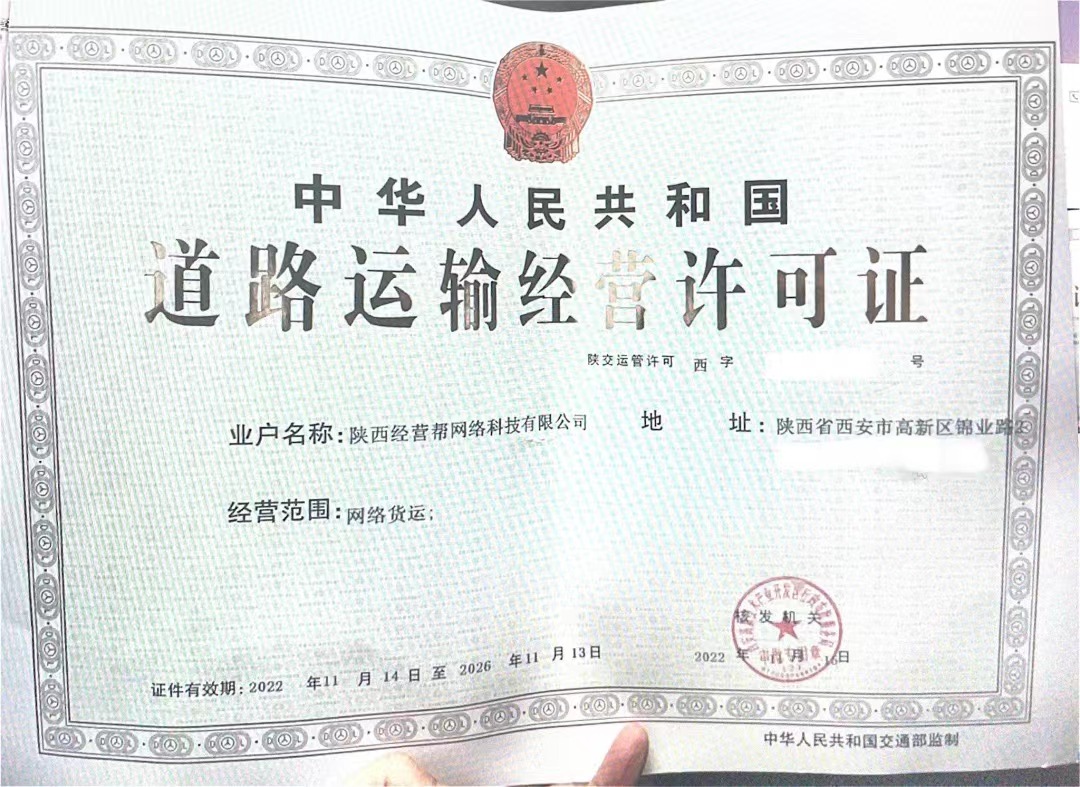 中华人民共和国
道路运输经营许可证
陕交运管许可 西 字 号
业户名称：陕西经营帮网络科技有限公司 地 址：陕西省西安市高新区锦业路
经营范围：网络货运；
核发机关
证件有效期：2022 年11 月 14 日 至 2026 年11 月 13日
2022 年 11 月 日
中华人民共和国交通部监制